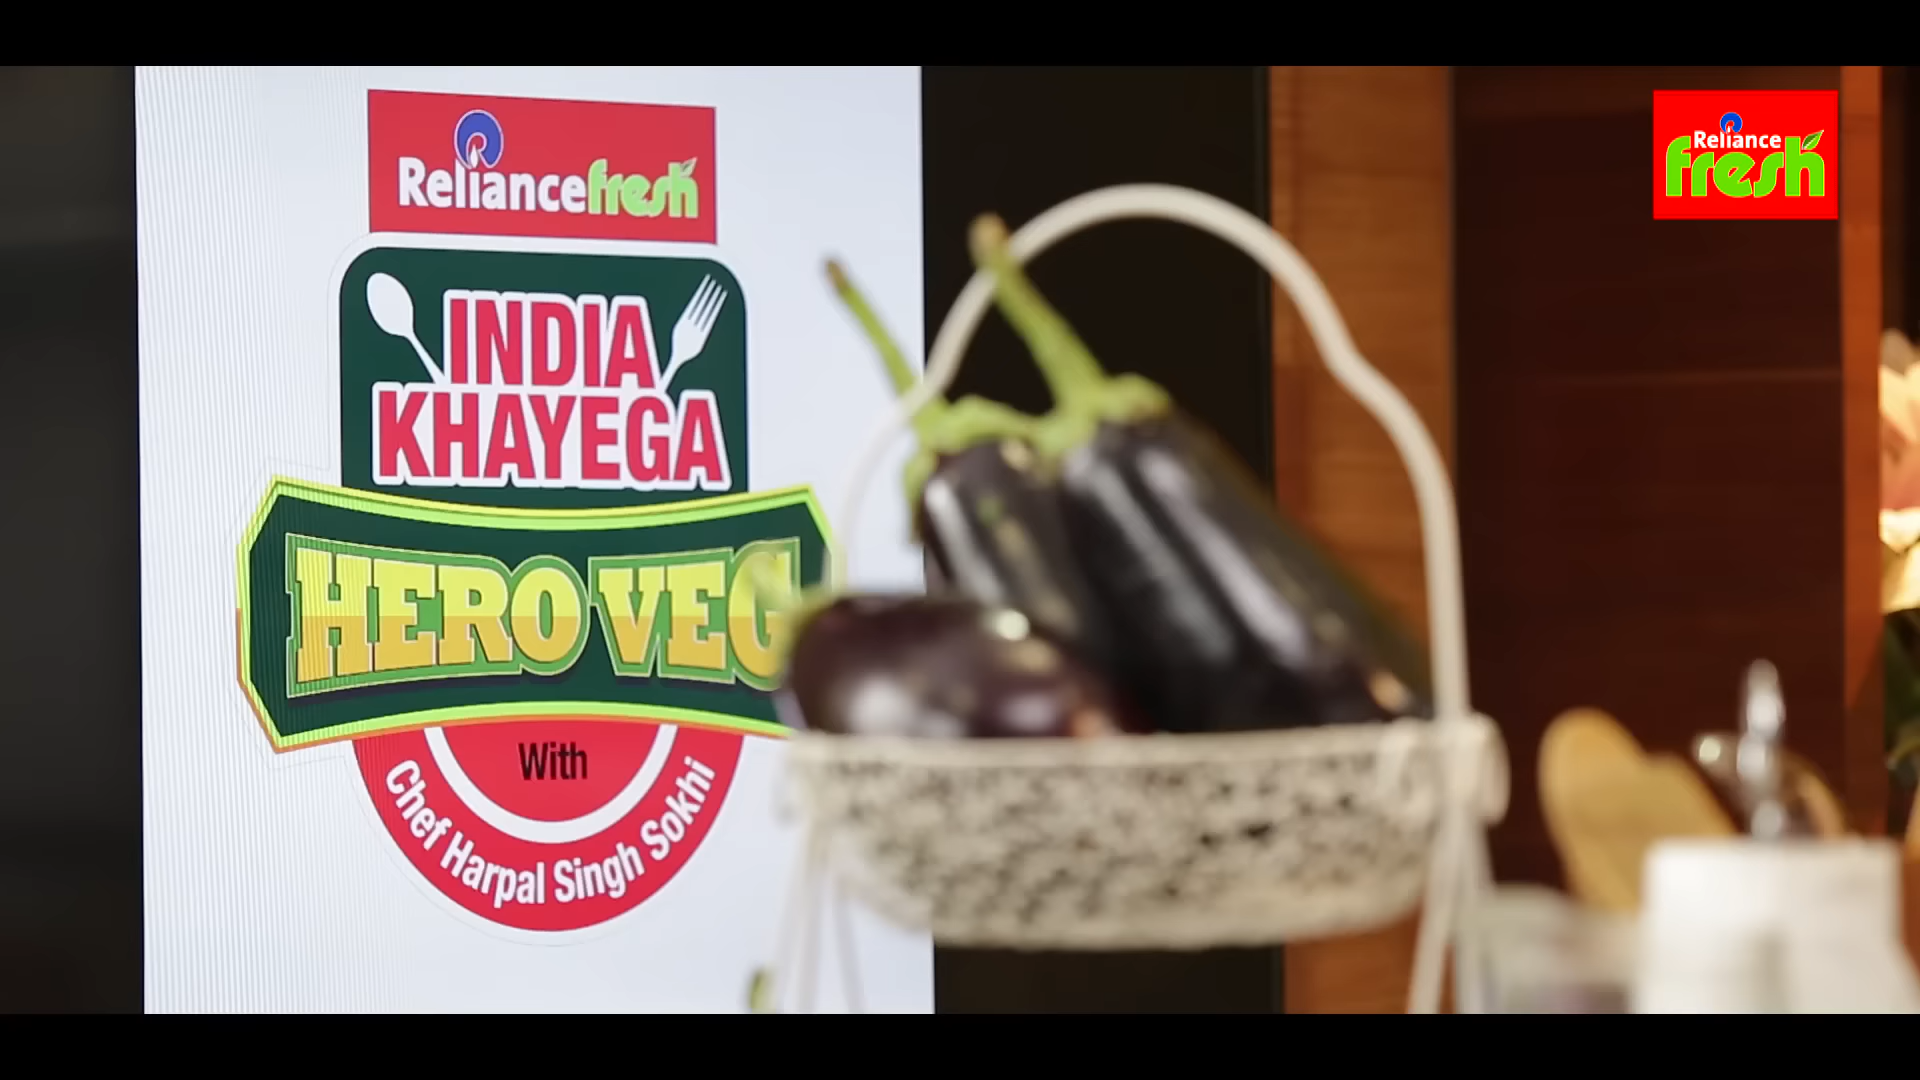 Reliancefresh
INDIA
KHAYEGA
HERO VEG
With
Chef Harpal Singh Sokhi
Reliance
fresh